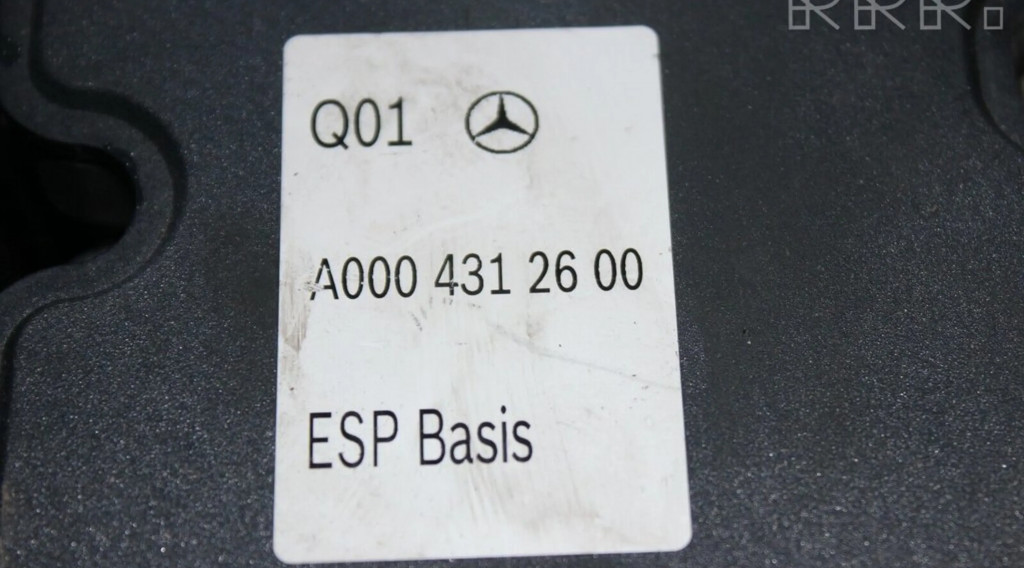 RRR.
Q01
A000 431 26 00
ESP Basis